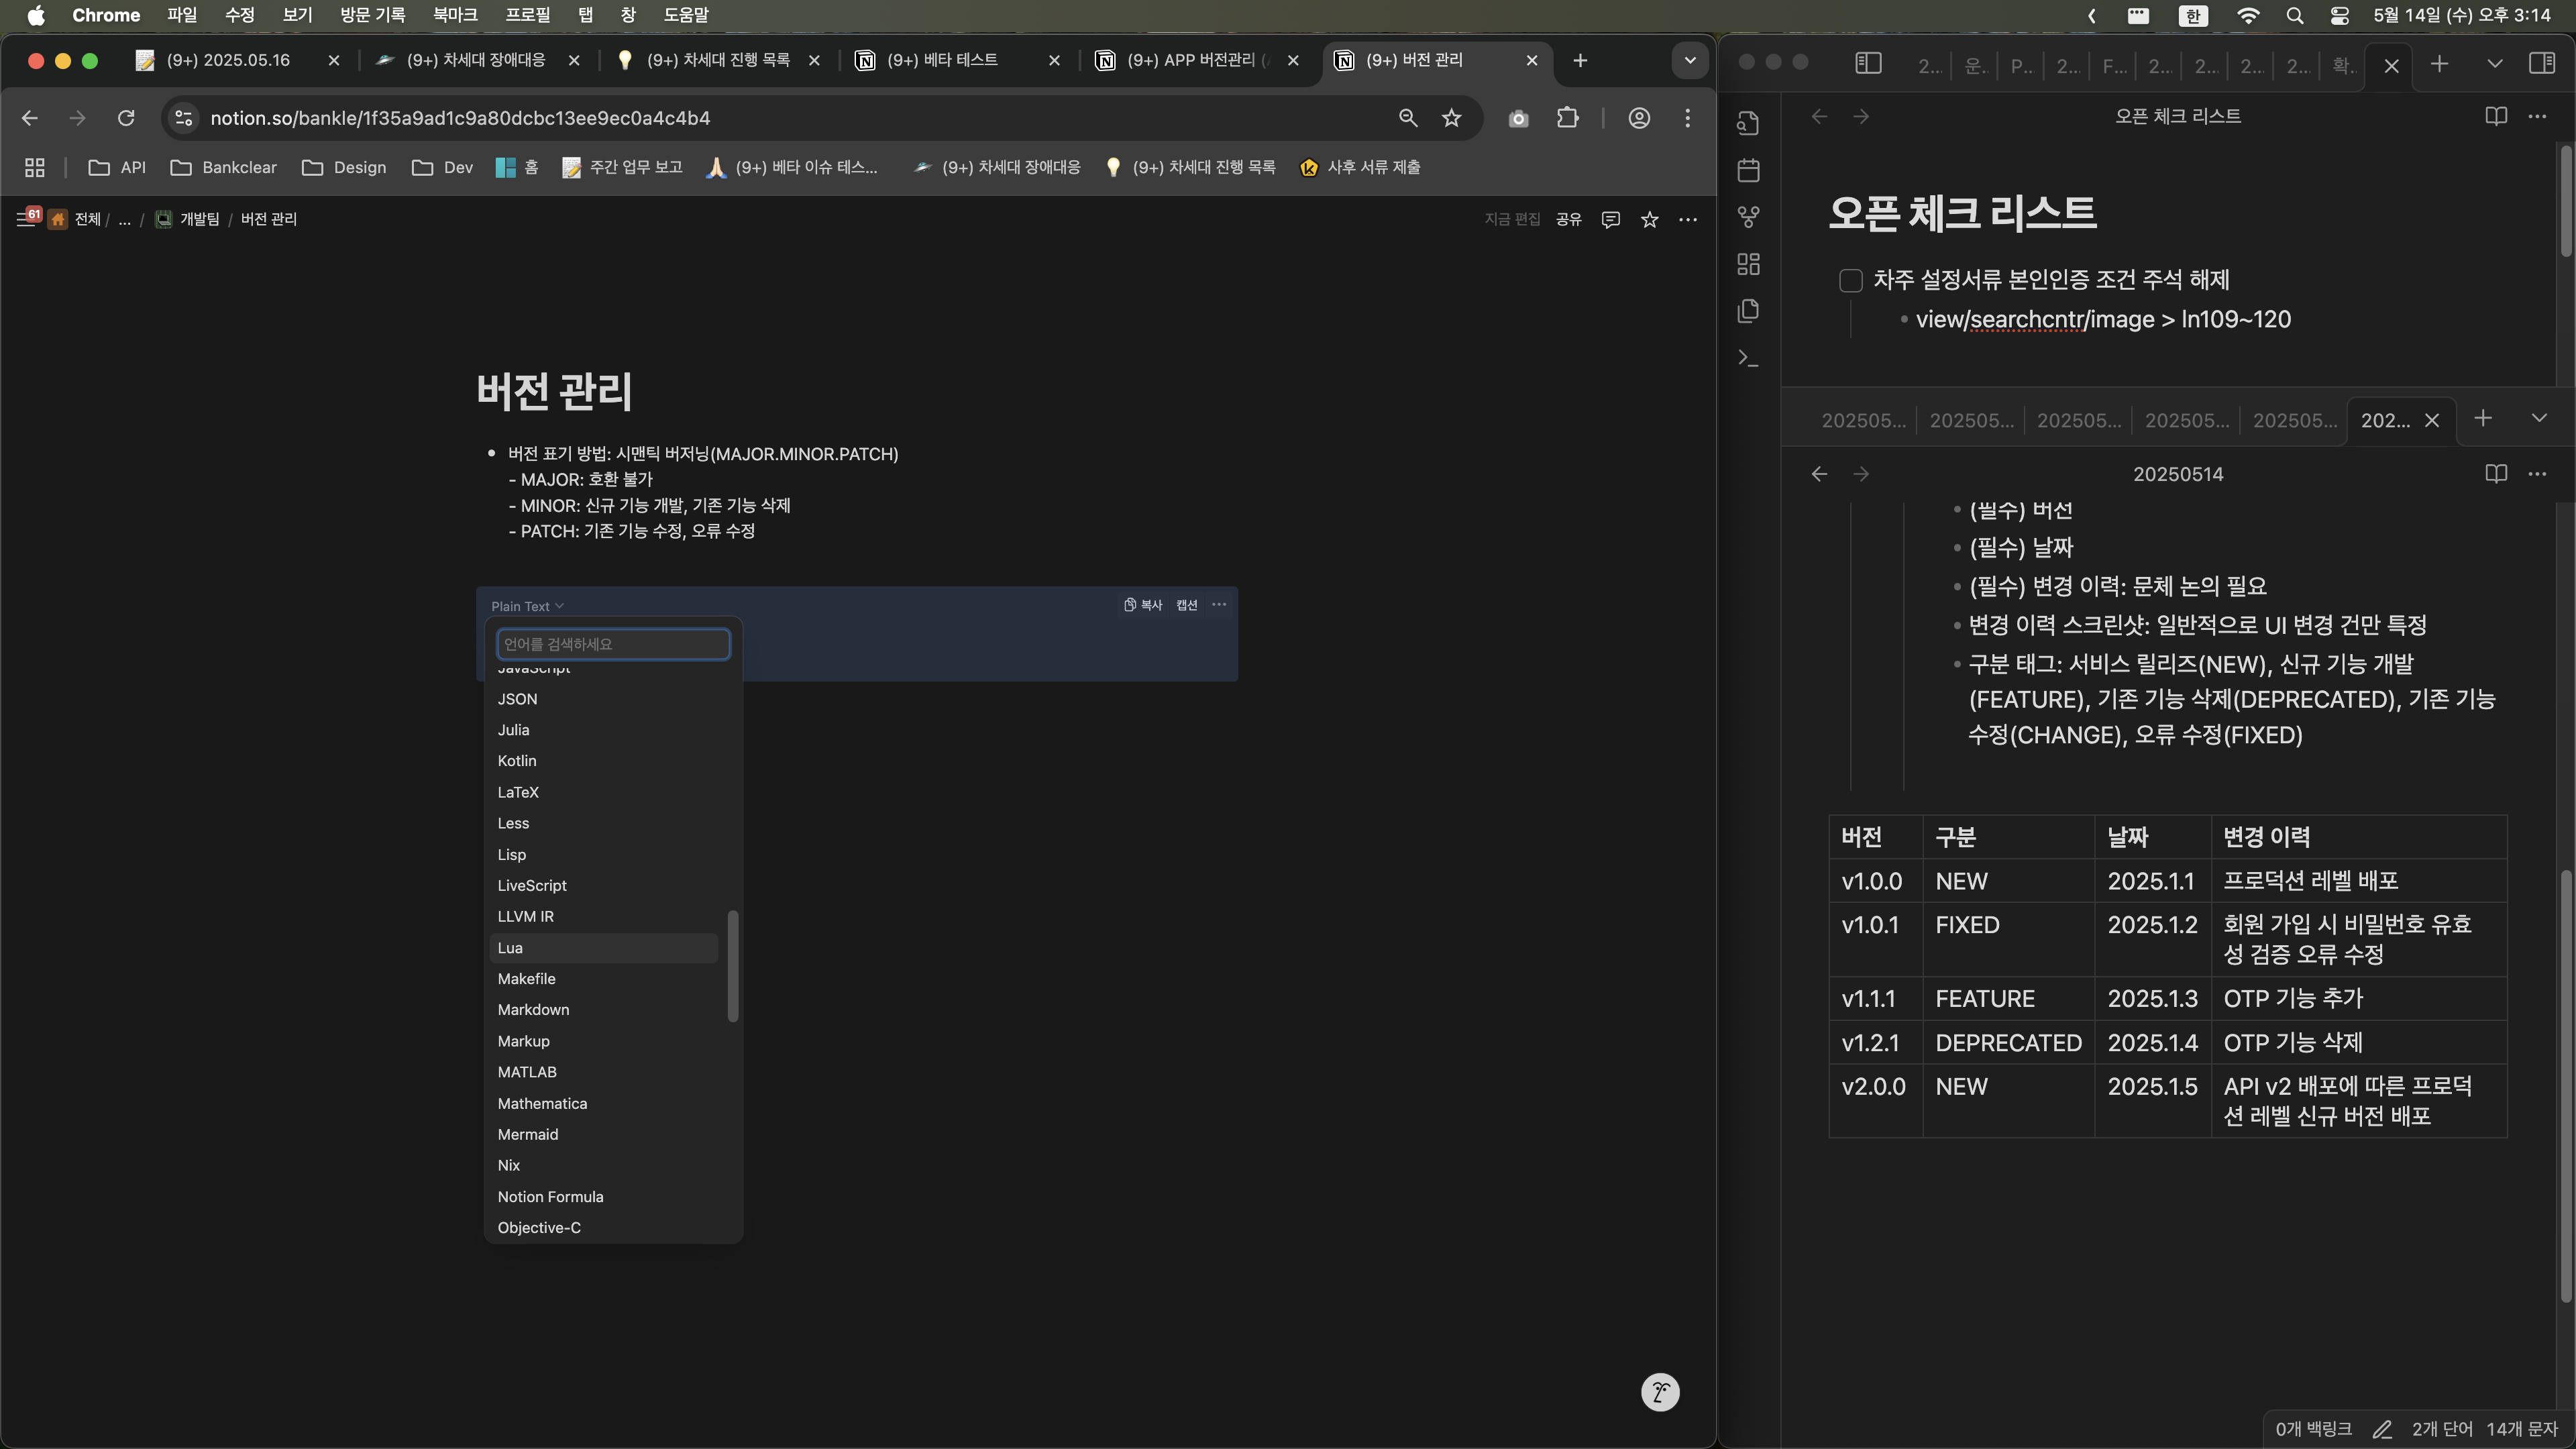 Chrome 파일 수정 보기 방문 기록 북마크 프로필 탭 창 도움말
한 5월 14일 (수) 오후 3:14
(9+) 2025.05.16
(9+) 차세대 장애대응
(9+) 차세대 진행 목록
(9+) 베타 테스트
(9+) APP 버전관리 (
(9+) 버전 관리
notion.so/bankle/1f35a9ad1c9a80dcbc13ee9ec0a4c4b4
API
Bankclear
Design
Dev
홈
주간 업무 보고
(9+) 베타 이슈 테스...
(9+) 차세대 장애대응
(9+) 차세대 진행 목록
사후 서류 제출
61
전체 / ... / 개발팀 / 버전 관리
지금 편집 공유
버전 관리
버전 표기 방법: 시맨틱 버저닝(MAJOR.MINOR.PATCH)
- MAJOR: 호환 불가
- MINOR: 신규 기능 개발, 기존 기능 삭제
- PATCH: 기존 기능 수정, 오류 수정
Plain Text
복사 캡션
언어를 검색하세요
JavaScript
JSON
Julia
Kotlin
LaTeX
Less
Lisp
LiveScript
LLVM IR
Lua
Makefile
Markdown
Markup
MATLAB
Mathematica
Mermaid
Nix
Notion Formula
Objective-C
2... 운.. P... 2... F... 2... 2... 2... 2... 확..
오픈 체크 리스트
오픈 체크 리스트
차주 설정서류 본인인증 조건 주석 해제
view/searchcntr/image > ln109~120
202505... 202505... 202505... 202505... 202505... 202...
20250514
(필수) 버전
(필수) 날짜
(필수) 변경 이력: 문체 논의 필요
변경 이력 스크린샷: 일반적으로 UI 변경 건만 특정
구분 태그: 서비스 릴리즈(NEW), 신규 기능 개발
(FEATURE), 기존 기능 삭제(DEPRECATED), 기존 기능
수정(CHANGE), 오류 수정(FIXED)
버전 구분 날짜 변경 이력
v1.0.0 NEW 2025.1.1 프로덕션 레벨 배포
v1.0.1 FIXED 2025.1.2 회원 가입 시 비밀번호 유효
성 검증 오류 수정
v1.1.1 FEATURE 2025.1.3 OTP 기능 추가
v1.2.1 DEPRECATED 2025.1.4 OTP 기능 삭제
v2.0.0 NEW 2025.1.5 API v2 배포에 따른 프로덕
션 레벨 신규 버전 배포
0개 백링크 2개 단어 14개 문자